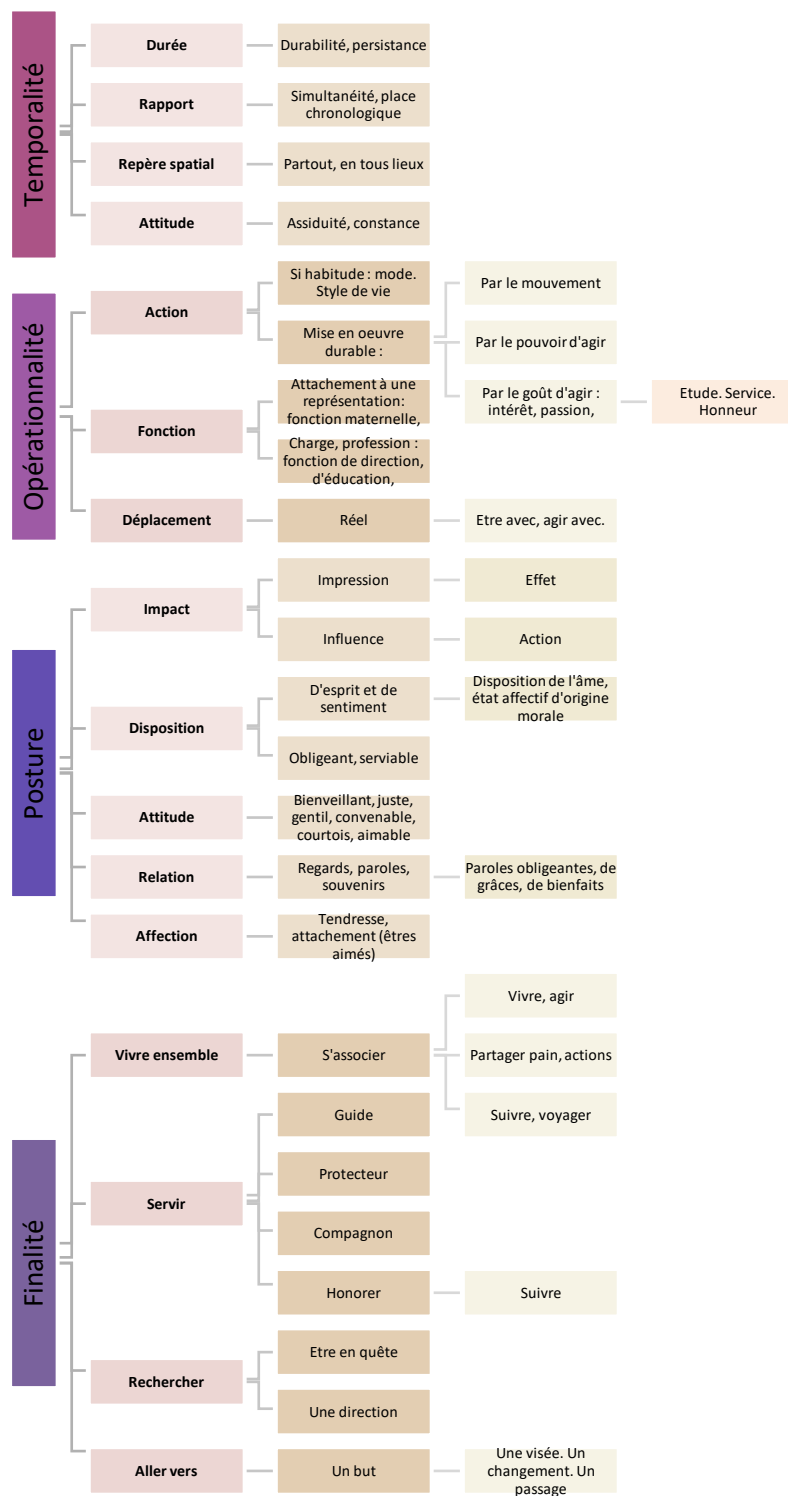 Temporalité
Durée
Durabilité, persistance
Rapport
Simultanéité, place
chronologique
Repère spatial
Partout, en tous lieux
Attitude
Assiduité, constance
Opérationnalité
Action
Si habitude : mode.
Style de vie
Mise en oeuvre
durable :
Par le mouvement
Par le pouvoir d'agir
Par le goût d'agir :
intérêt, passion,
Etude. Service.
Honneur
Fonction
Attachement à une
représentation:
fonction maternelle,
Charge, profession :
fonction de direction,
d'éducation,
Déplacement
Réel
Etre avec, agir avec.
Posture
Impact
Impression
Effet
Influence
Action
Disposition
D'esprit et de
sentiment
Disposition de l'âme,
état affectif d'origine
morale
Obligeant, serviable
Attitude
Bienveillant, juste,
gentil, convenable,
courtois, aimable
Relation
Regards, paroles,
souvenirs
Paroles obligeantes, de
grâces, de bienfaits
Affection
Tendresse,
attachement (êtres
aimés)
Finalité
Vivre ensemble
S'associer
Vivre, agir
Partager pain, actions
Suivre, voyager
Servir
Guide
Protecteur
Compagnon
Honorer
Suivre
Rechercher
Etre en quête
Une direction
Aller vers
Un but
Une visée. Un
changement. Un
passage